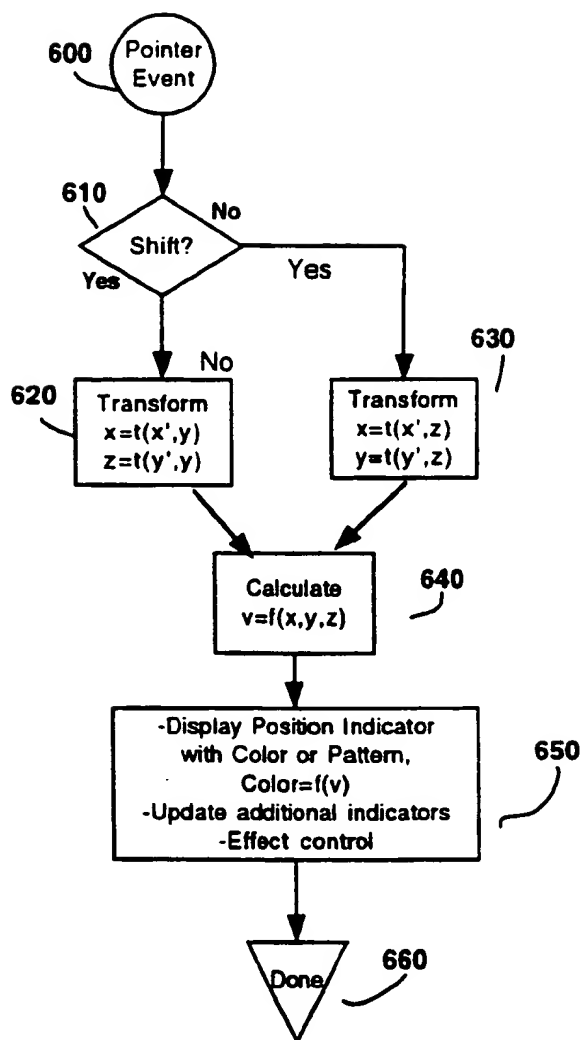 600
Pointer
Event
610
No
Shift?
Yes
Yes
No
620
Transform
x=t(x',y)
z=t(y',y)
630
Transform
x=t(x',z)
y=t(y',z)
Calculate
v=f(x,y,z)
640
-Display Position Indicator
with Color or Pattern,
Color=f(v)
-Update additional indicators
-Effect control
650
Done
660